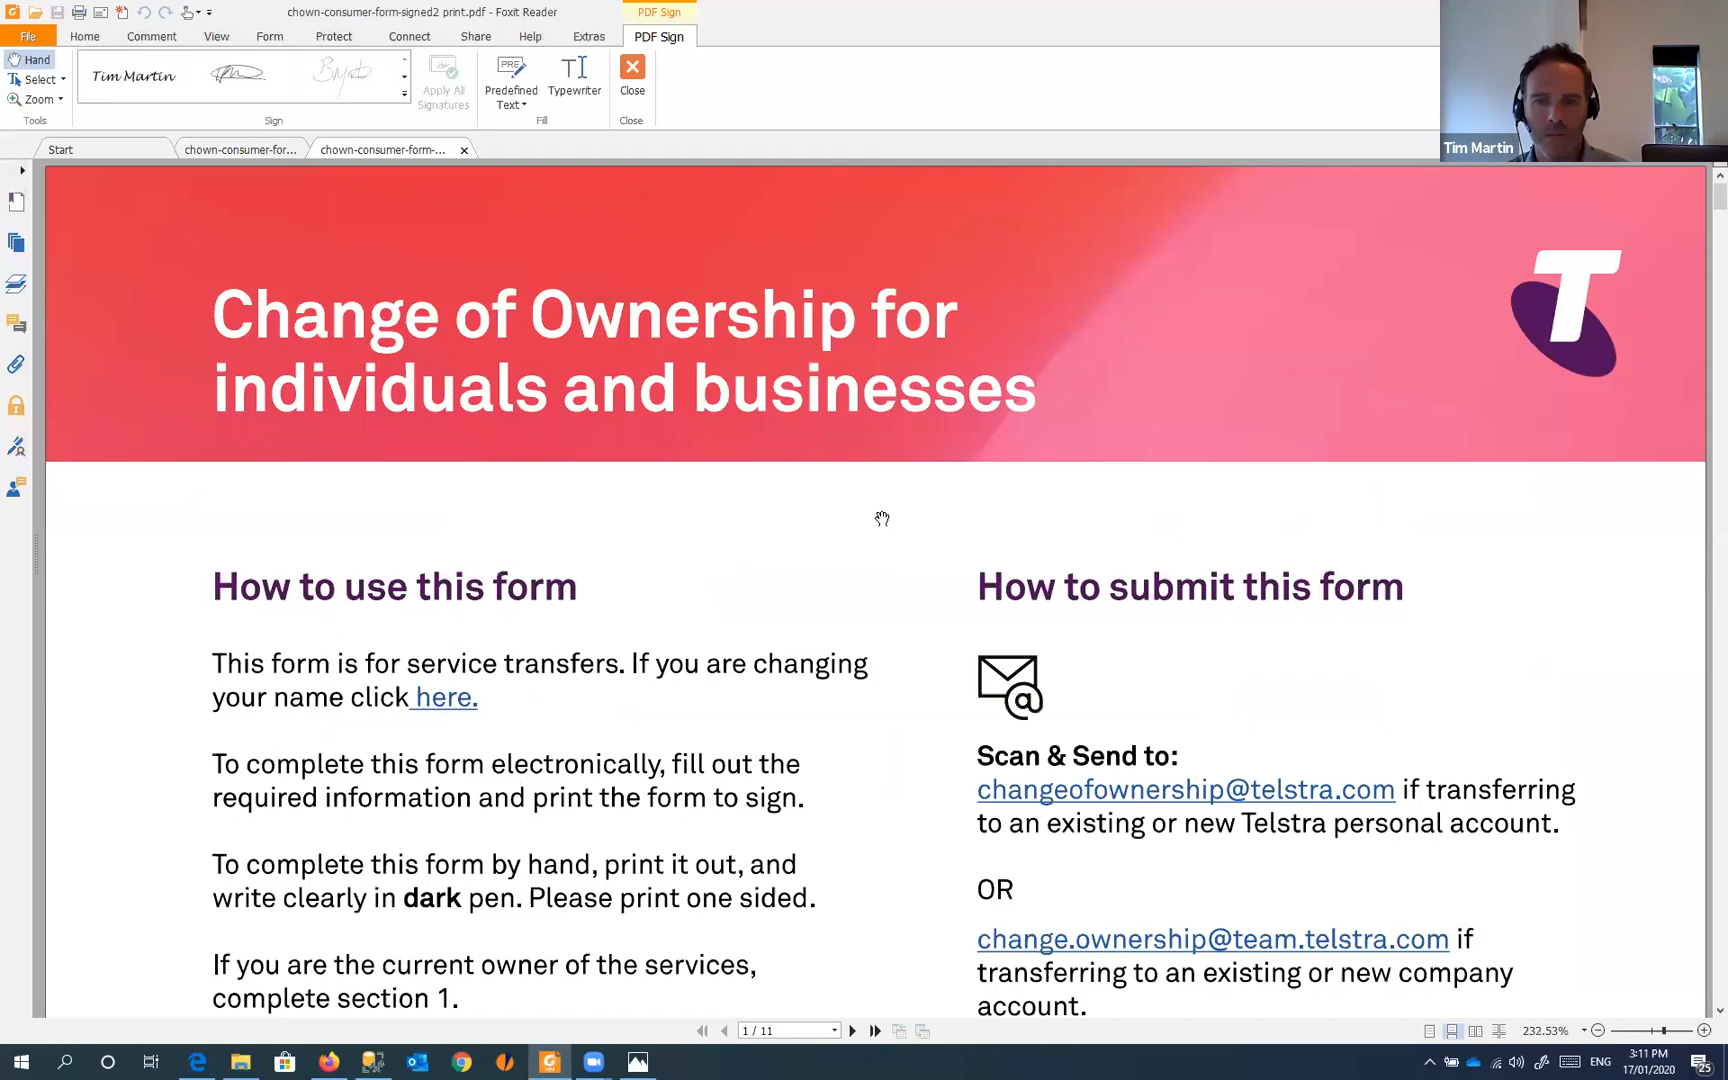 chown-consumer-form-signed2 print.pdf - Foxit Reader
PDF Sign
File
Home
Comment
View
Form
Protect
Connect
Share
Help
Extras
PDF Sign
Hand
Select
Zoom
Tools
Tim Martin
Sign
Apply All
Signatures
PRE
Predefined
Text
Typewriter
Fill
Close
Close
Tim Martin
Start
chown-consumer-for...
chown-consumer-form-...
Change of Ownership for
individuals and businesses
T
How to use this form
This form is for service transfers. If you are changing
your name click here.
To complete this form electronically, fill out the
required information and print the form to sign.
To complete this form by hand, print it out, and
write clearly in dark pen. Please print one sided.
If you are the current owner of the services,
complete section 1.
How to submit this form
Scan & Send to:
changeofownership@telstra.com if transferring
to an existing or new Telstra personal account.
OR
change.ownership@team.telstra.com if
transferring to an existing or new company
account.
1 / 11
232.53%
ENG
3:11 PM
17/01/2020
25